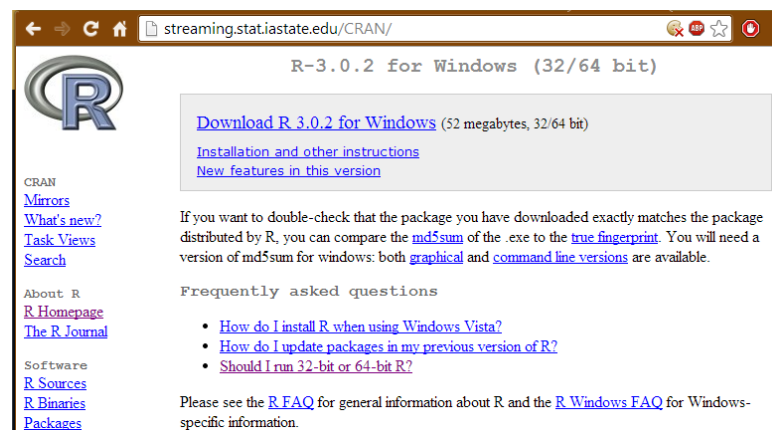 streaming.stat.iastate.edu/CRAN/
ABP
R
R-3.0.2 for Windows (32/64 bit)
Download R 3.0.2 for Windows (52 megabytes, 32/64 bit)
Installation and other instructions
New features in this version
CRAN
Mirrors
What's new?
Task Views
Search
About R
R Homepage
The R Journal
Software
R Sources
R Binaries
Packages
If you want to double-check that the package you have downloaded exactly matches the package
distributed by R, you can compare the md5sum of the .exe to the true fingerprint. You will need a
version of md5sum for windows: both graphical and command line versions are available.
Frequently asked questions
• How do I install R when using Windows Vista?
• How do I update packages in my previous version of R?
• Should I run 32-bit or 64-bit R?
Please see the R FAQ for general information about R and the R Windows FAQ for Windows-
specific information.